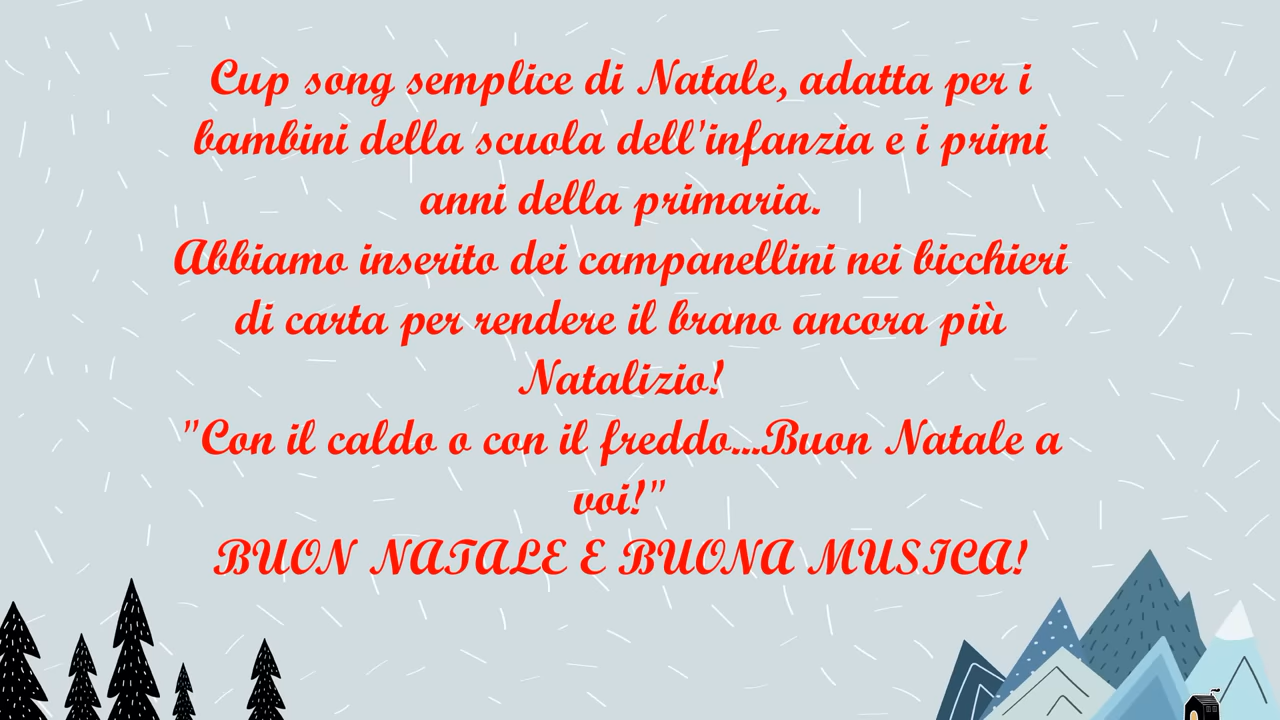 Cup song semplice di Natale, adatta per i
bambini della scuola dell'infanzia e i primi
anni della primaria.
Abbiamo inserito dei campanellini nei bicchieri
di carta per rendere il brano ancora più
Natalizio!
"Con il caldo o con il freddo...Buon Natale a
voi!"
BUON NATALE E BUONA MUSICA!